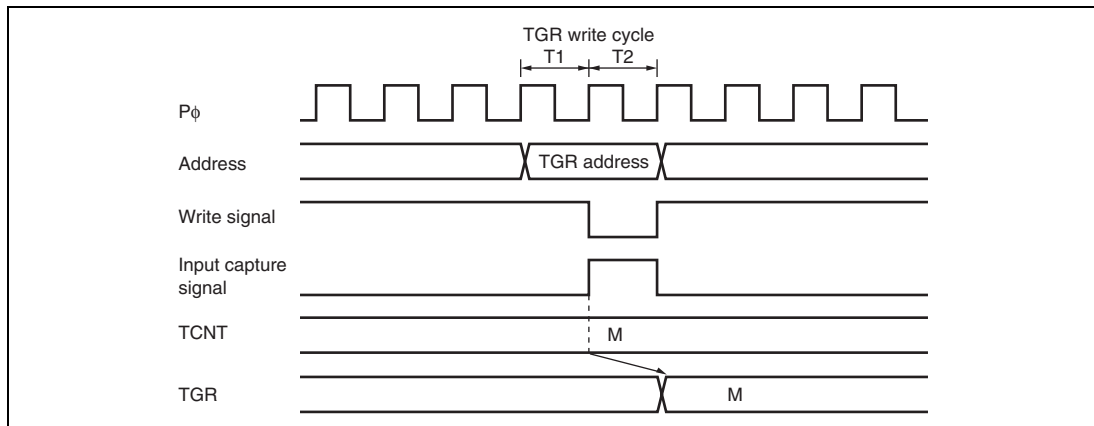 TGR write cycle
T1 T2
Pϕ
Address
TGR address
Write signal
Input capture
signal
TCNT
M
TGR
M